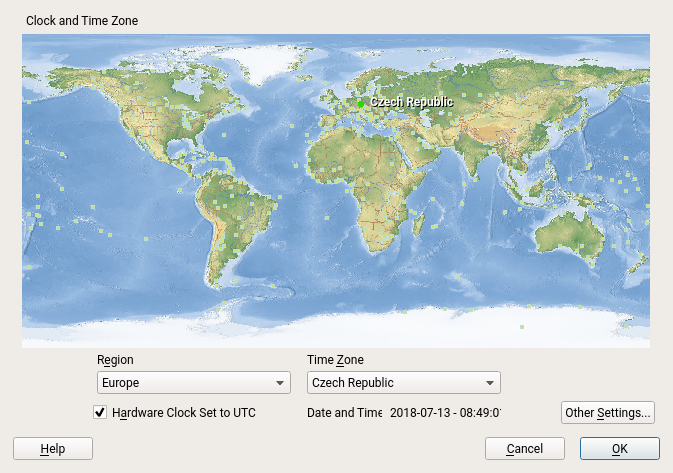 Clock and Time Zone
Czech Republic
Region
Time Zone
Europe
Czech Republic
Hardware Clock Set to UTC
Date and Time 2018-07-13 - 08:49:0
Other Settings...
Help
Cancel
OK